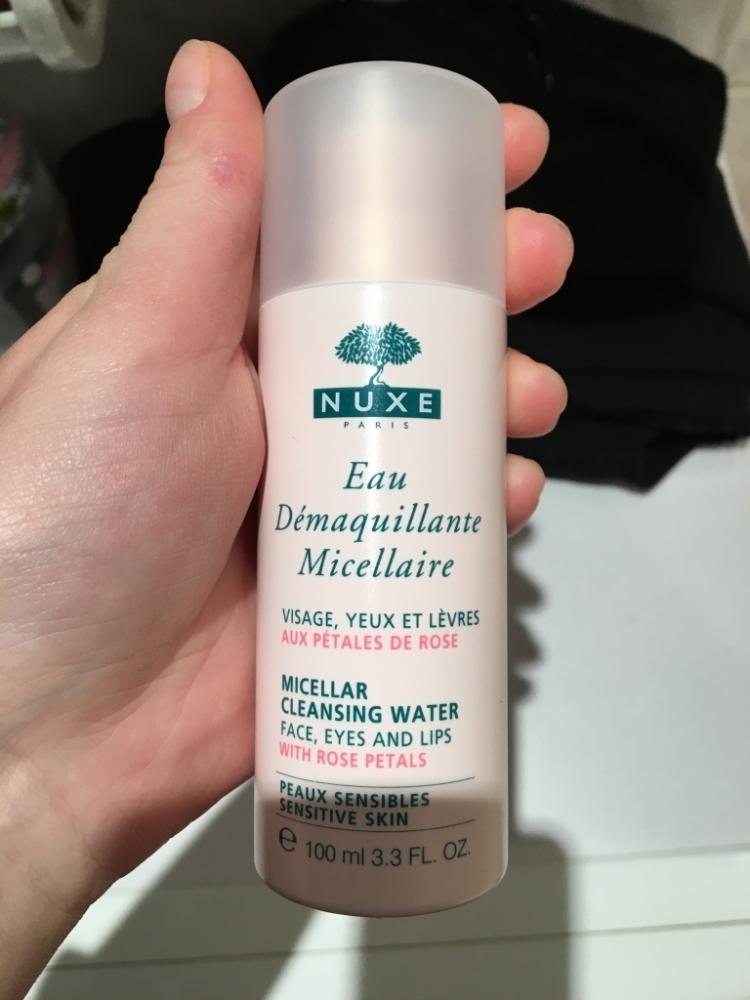 NUXE
PARIS
Eau
Démaquillante
Micellaire
VISAGE, YEUX ET LÈVRES
AUX PÉTALES DE ROSE
MICELLAR
CLEANSING WATER
FACE, EYES AND LIPS
WITH ROSE PETALS
PEAUX SENSIBLES
SENSITIVE SKIN
℮ 100 ml 3.3 FL. OZ.